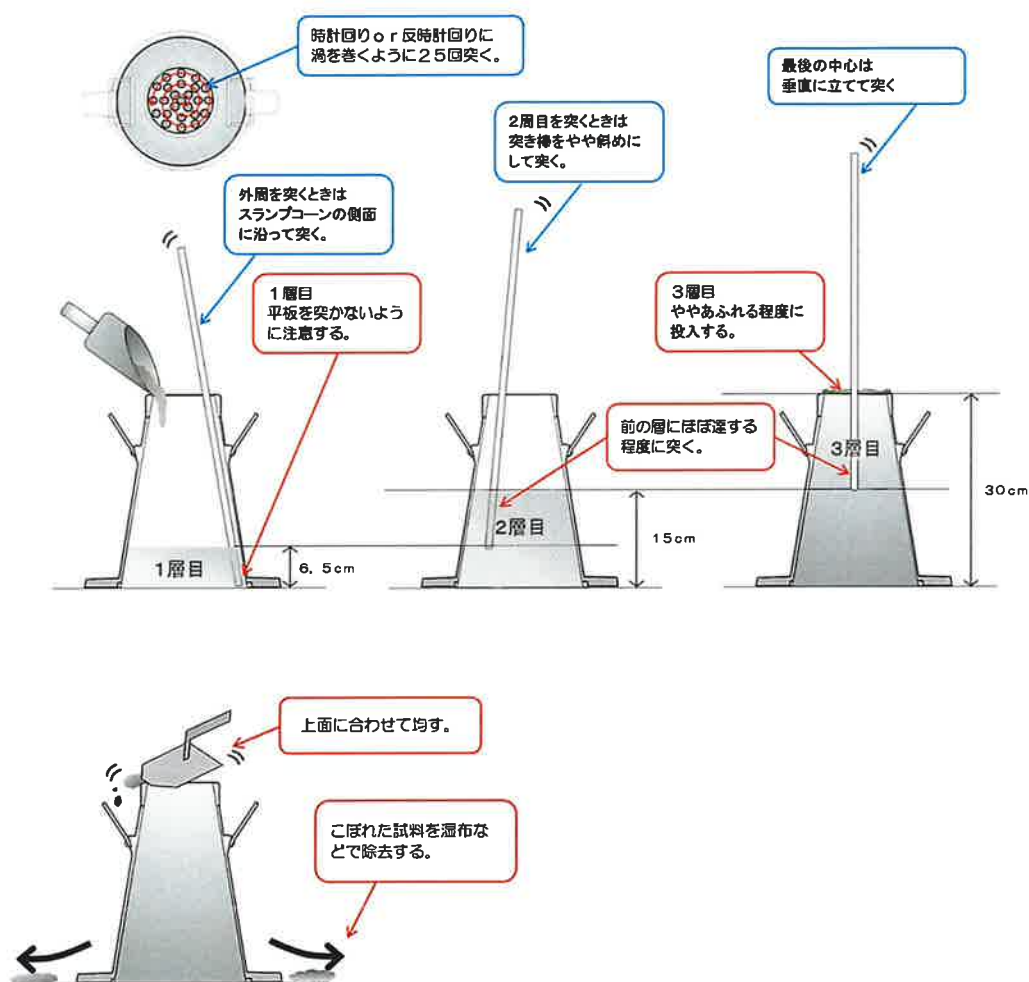 時計回りor反時計回りに
渦を巻くように25回突く。
最後の中心は
垂直に立てて突く
2周目を突くときは
突き棒をやや斜めに
して突く。
外周を突くときは
スランプコーンの側面
に沿って突く。
1層目
平板を突かないよう
に注意する。
3層目
ややあふれる程度に
投入する。
前の層にほぼ達する
程度に突く。
3層目
30cm
2層目
15cm
1層目
6.5cm
上面に合わせて均す。
こぼれた試料を湿布な
どで除去する。